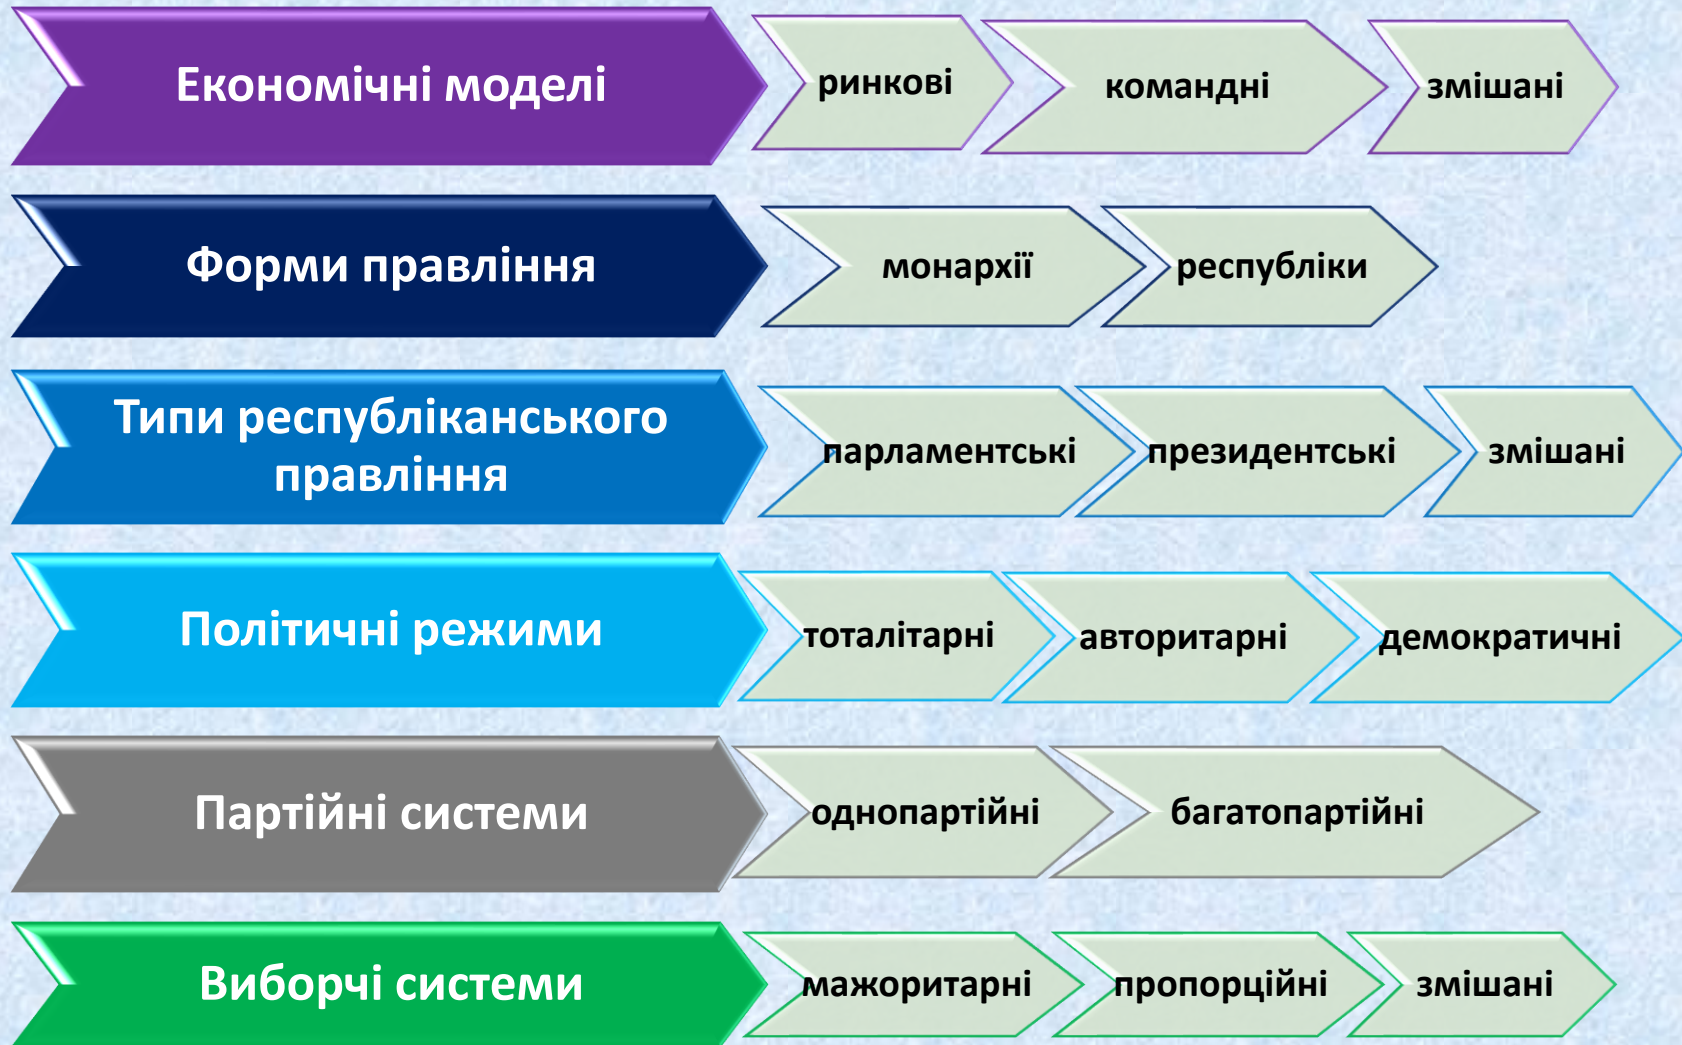 Економічні моделі
ринкові
командні
змішані
Форми правління
монархії
республіки
Типи республіканського
правління
парламентські
президентські
змішані
Політичні режими
тоталітарні
авторитарні
демократичні
Партійні системи
однопартійні
багатопартійні
Виборчі системи
мажоритарні
пропорційні
змішані